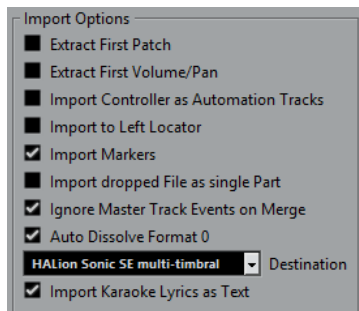 Import Options
Extract First Patch
Extract First Volume/Pan
Import Controller as Automation Tracks
Import to Left Locator
Import Markers
Import dropped File as single Part
Ignore Master Track Events on Merge
Auto Dissolve Format 0
HALion Sonic SE multi-timbral Destination
Import Karaoke Lyrics as Text